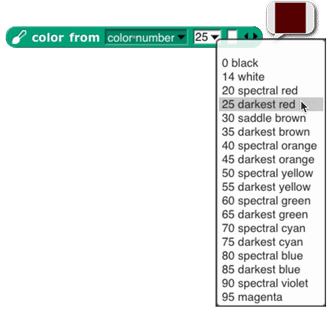 color from color number 25
0 black
14 white
20 spectral red
25 darkest red
30 saddle brown
35 darkest brown
40 spectral orange
45 darkest orange
50 spectral yellow
55 darkest yellow
60 spectral green
65 darkest green
70 spectral cyan
75 darkest cyan
80 spectral blue
85 darkest blue
90 spectral violet
95 magenta